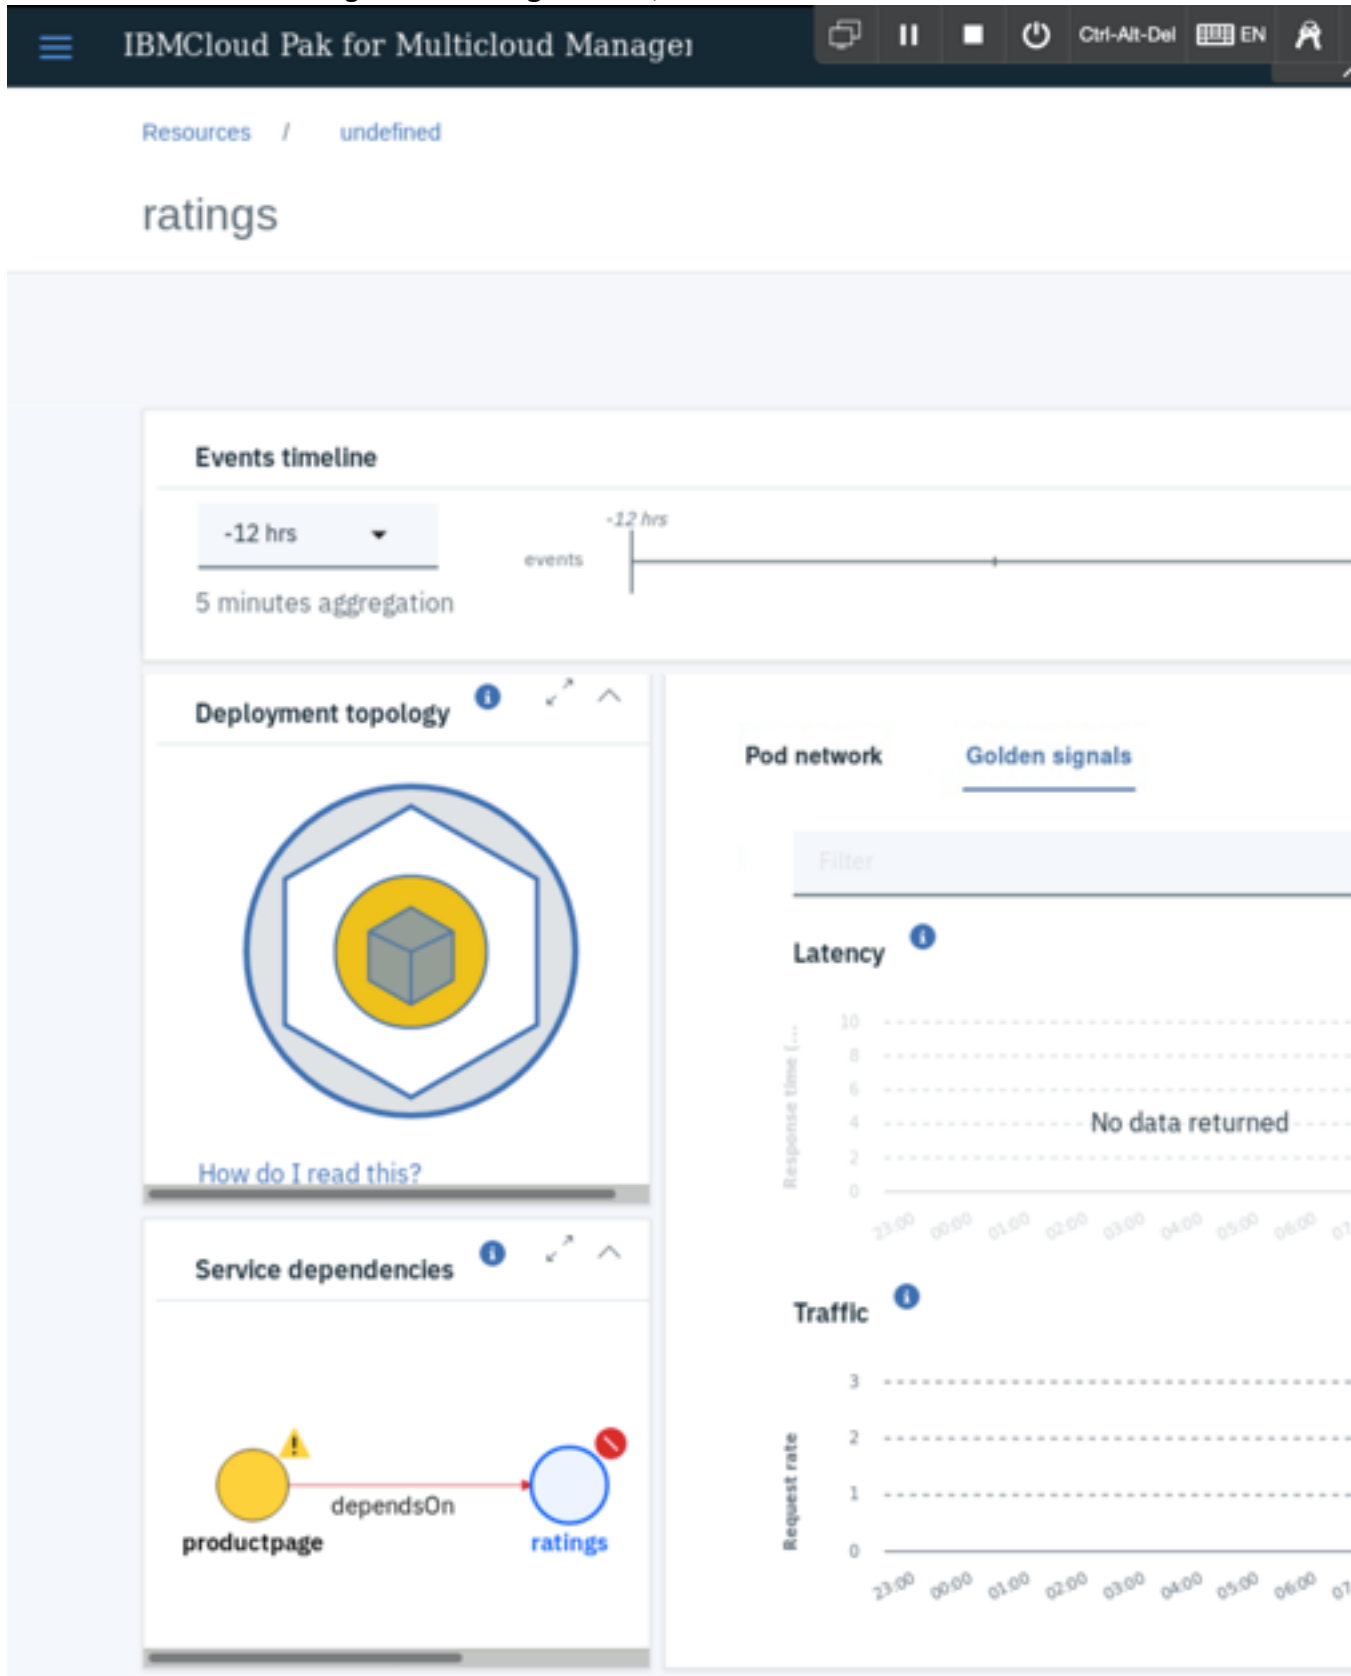 IBMCloud Pak for Multicloud Manager
Ctrl-Alt-Del
EN
Resources / undefined
ratings
Events timeline
-12 hrs
-12 hrs
events
5 minutes aggregation
Deployment topology
How do I read this?
Service dependencies
dependsOn
productpage
ratings
Pod network
Golden signals
Filter
Latency
Response time (...
10
8
6
4
2
0
No data returned
23:00 00:00 01:00 02:00 03:00 04:00 05:00 06:00
Traffic
Request rate
3
2
1
0
23:00 00:00 01:00 02:00 03:00 04:00 05:00 06:00